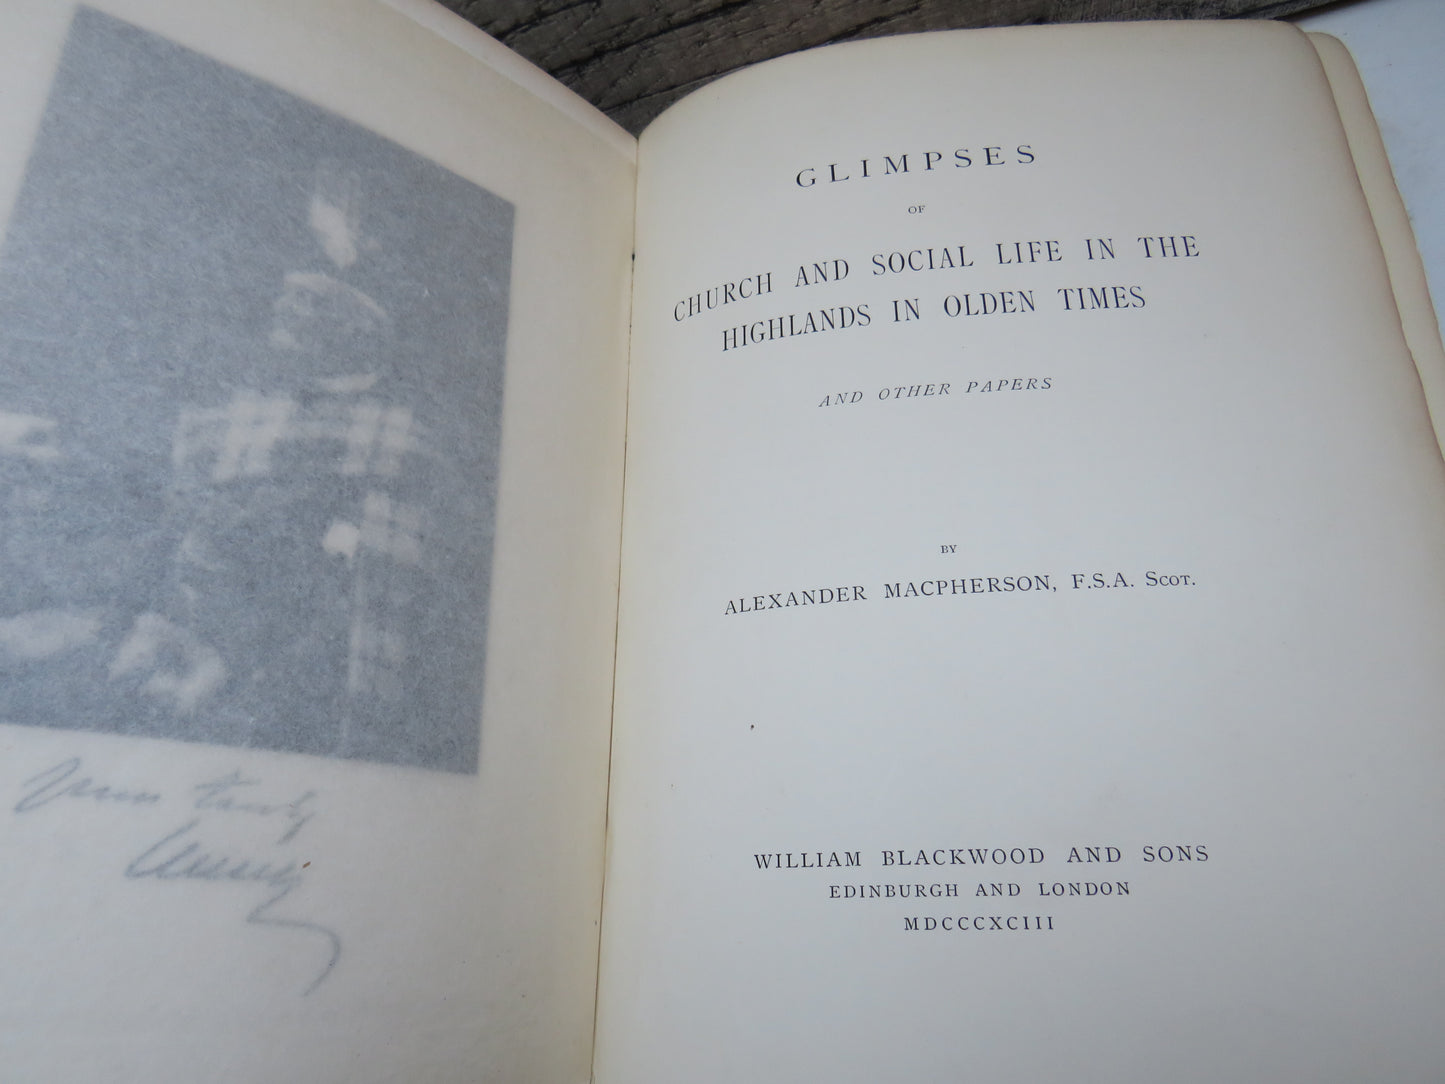 GLIMPSES
OF
CHURCH AND SOCIAL LIFE IN THE
HIGHLANDS IN OLDEN TIMES
AND OTHER PAPERS
BY
ALEXANDER MACPHERSON, F.S.A. SCOT.
WILLIAM BLACKWOOD AND SONS
EDINBURGH AND LONDON
MDCCCXCIII